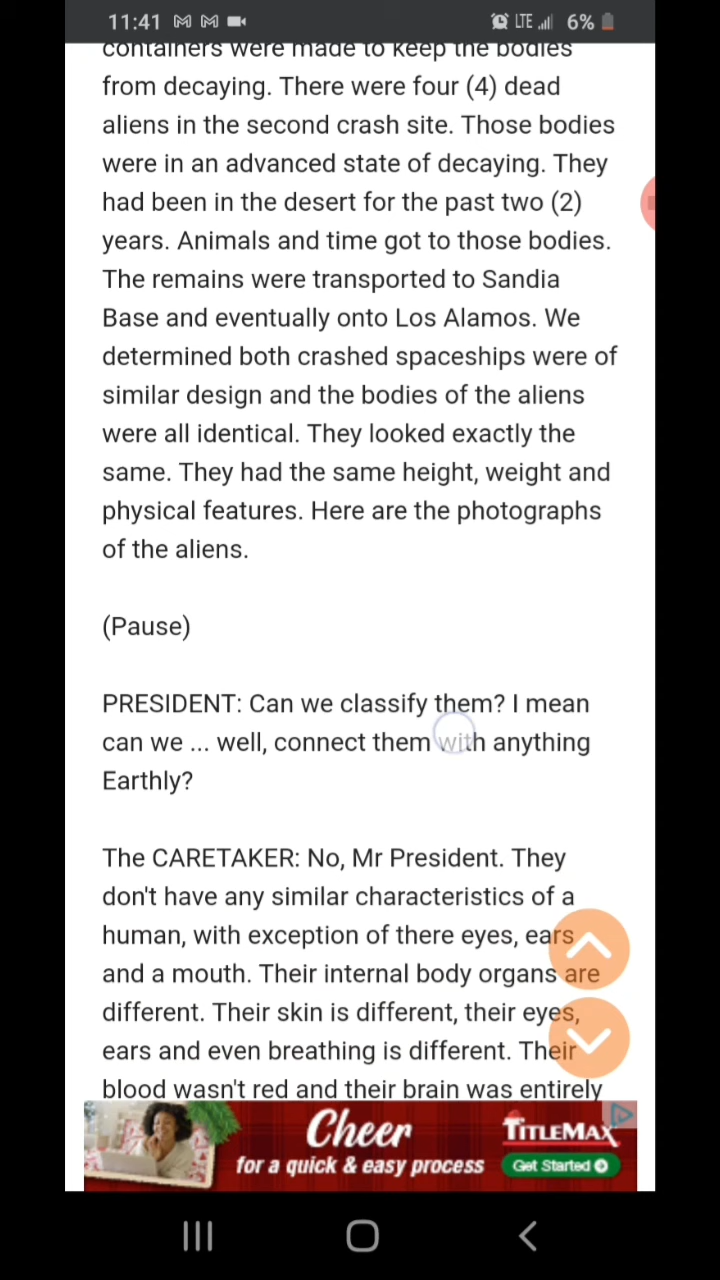 11:41 LTE 6%
containers were made to keep the bodies
from decaying. There were four (4) dead
aliens in the second crash site. Those bodies
were in an advanced state of decaying. They
had been in the desert for the past two (2)
years. Animals and time got to those bodies.
The remains were transported to Sandia
Base and eventually onto Los Alamos. We
determined both crashed spaceships were of
similar design and the bodies of the aliens
were all identical. They looked exactly the
same. They had the same height, weight and
physical features. Here are the photographs
of the aliens.
(Pause)
PRESIDENT: Can we classify them? I mean
can we ... well, connect them with anything
Earthly?
The CARETAKER: No, Mr President. They
don't have any similar characteristics of a
human, with exception of there eyes, ears
and a mouth. Their internal body organs are
different. Their skin is different, their eyes,
ears and even breathing is different. Their
blood wasn't red and their brain was entirely
Cheer
for a quick & easy process
TITLEMAX
Get Started